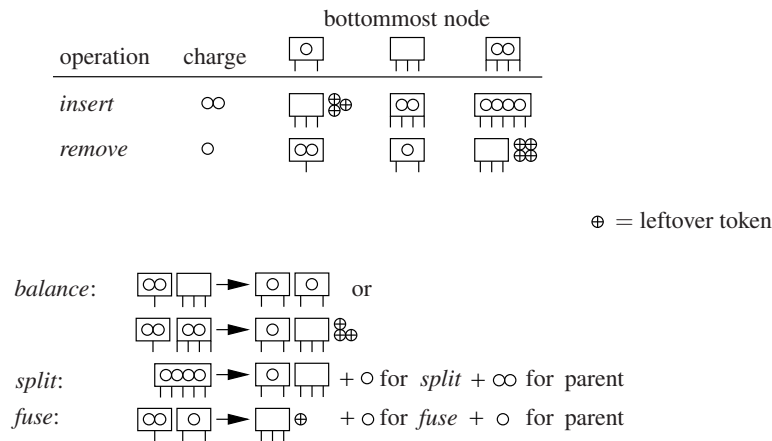 bottommost node
operation charge
insert
remove
= leftover token
balance: or
split: + for split + for parent
fuse: + for fuse + for parent